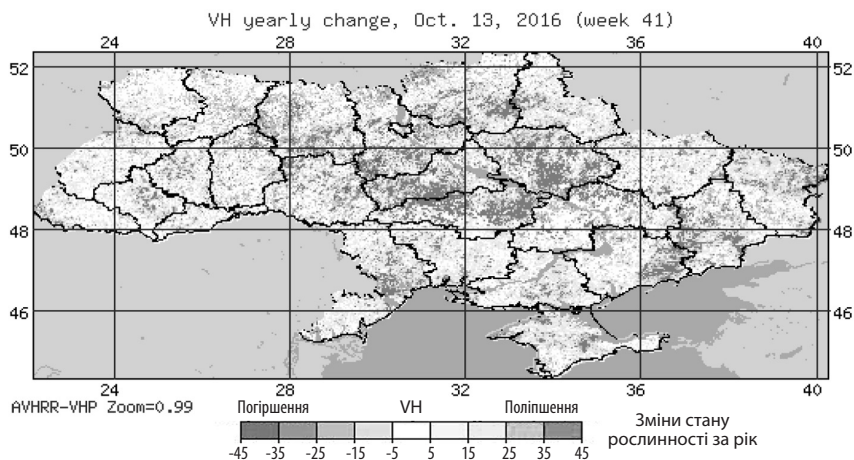 VH yearly change, Oct. 13, 2016 (week 41)
24 28 32 36 40
52 52
50 50
48 48
46 46
24 28 32 36 40
AVHRR-VHP Zoom=0.99
Погіршення VH Поліпшення
-45 -35 -25 -15 -5 5 15 25 35 45
Зміни стану
рослинності за рік